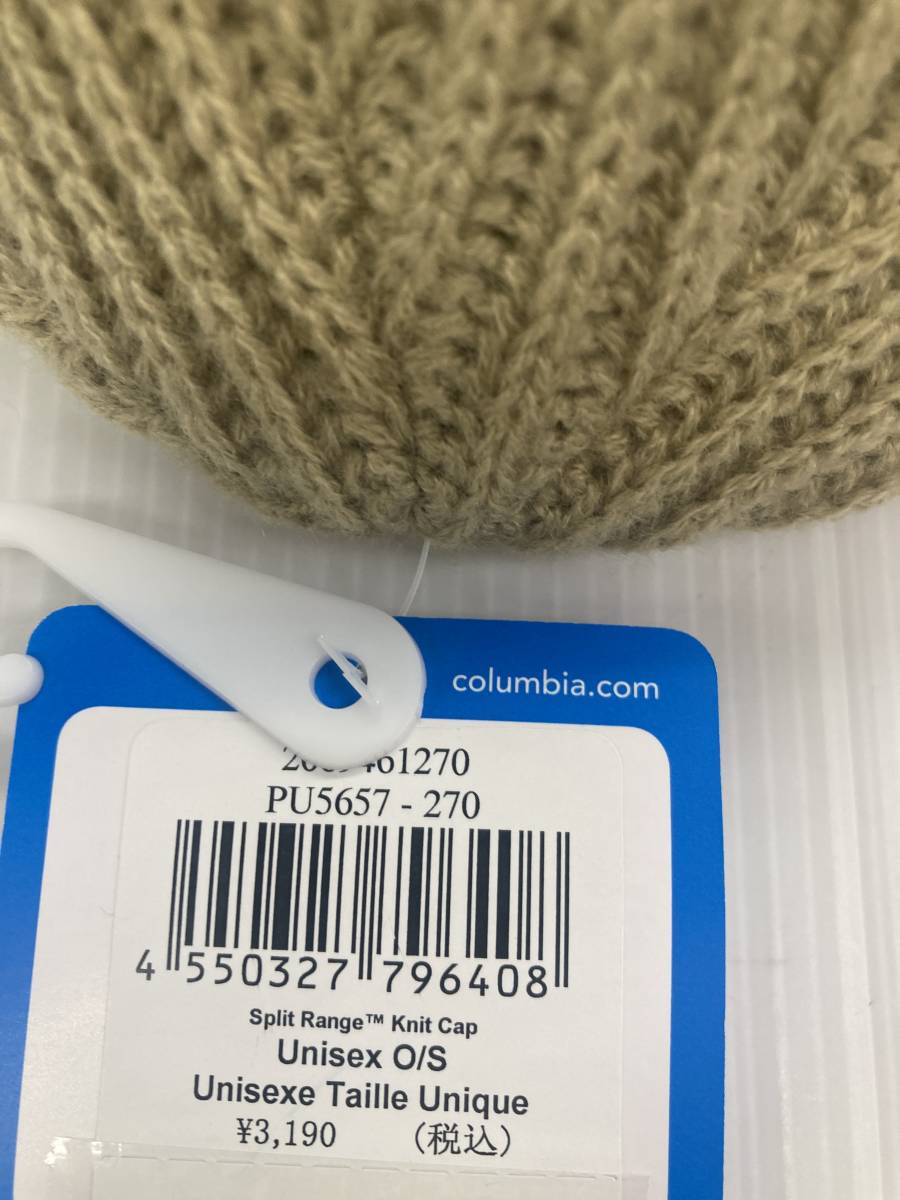 columbia.com
PU5657 - 270
4 550327 796408
Split Range™ Knit Cap
Unisex O/S
Unisexe Taille Unique
¥3,190 (税込)